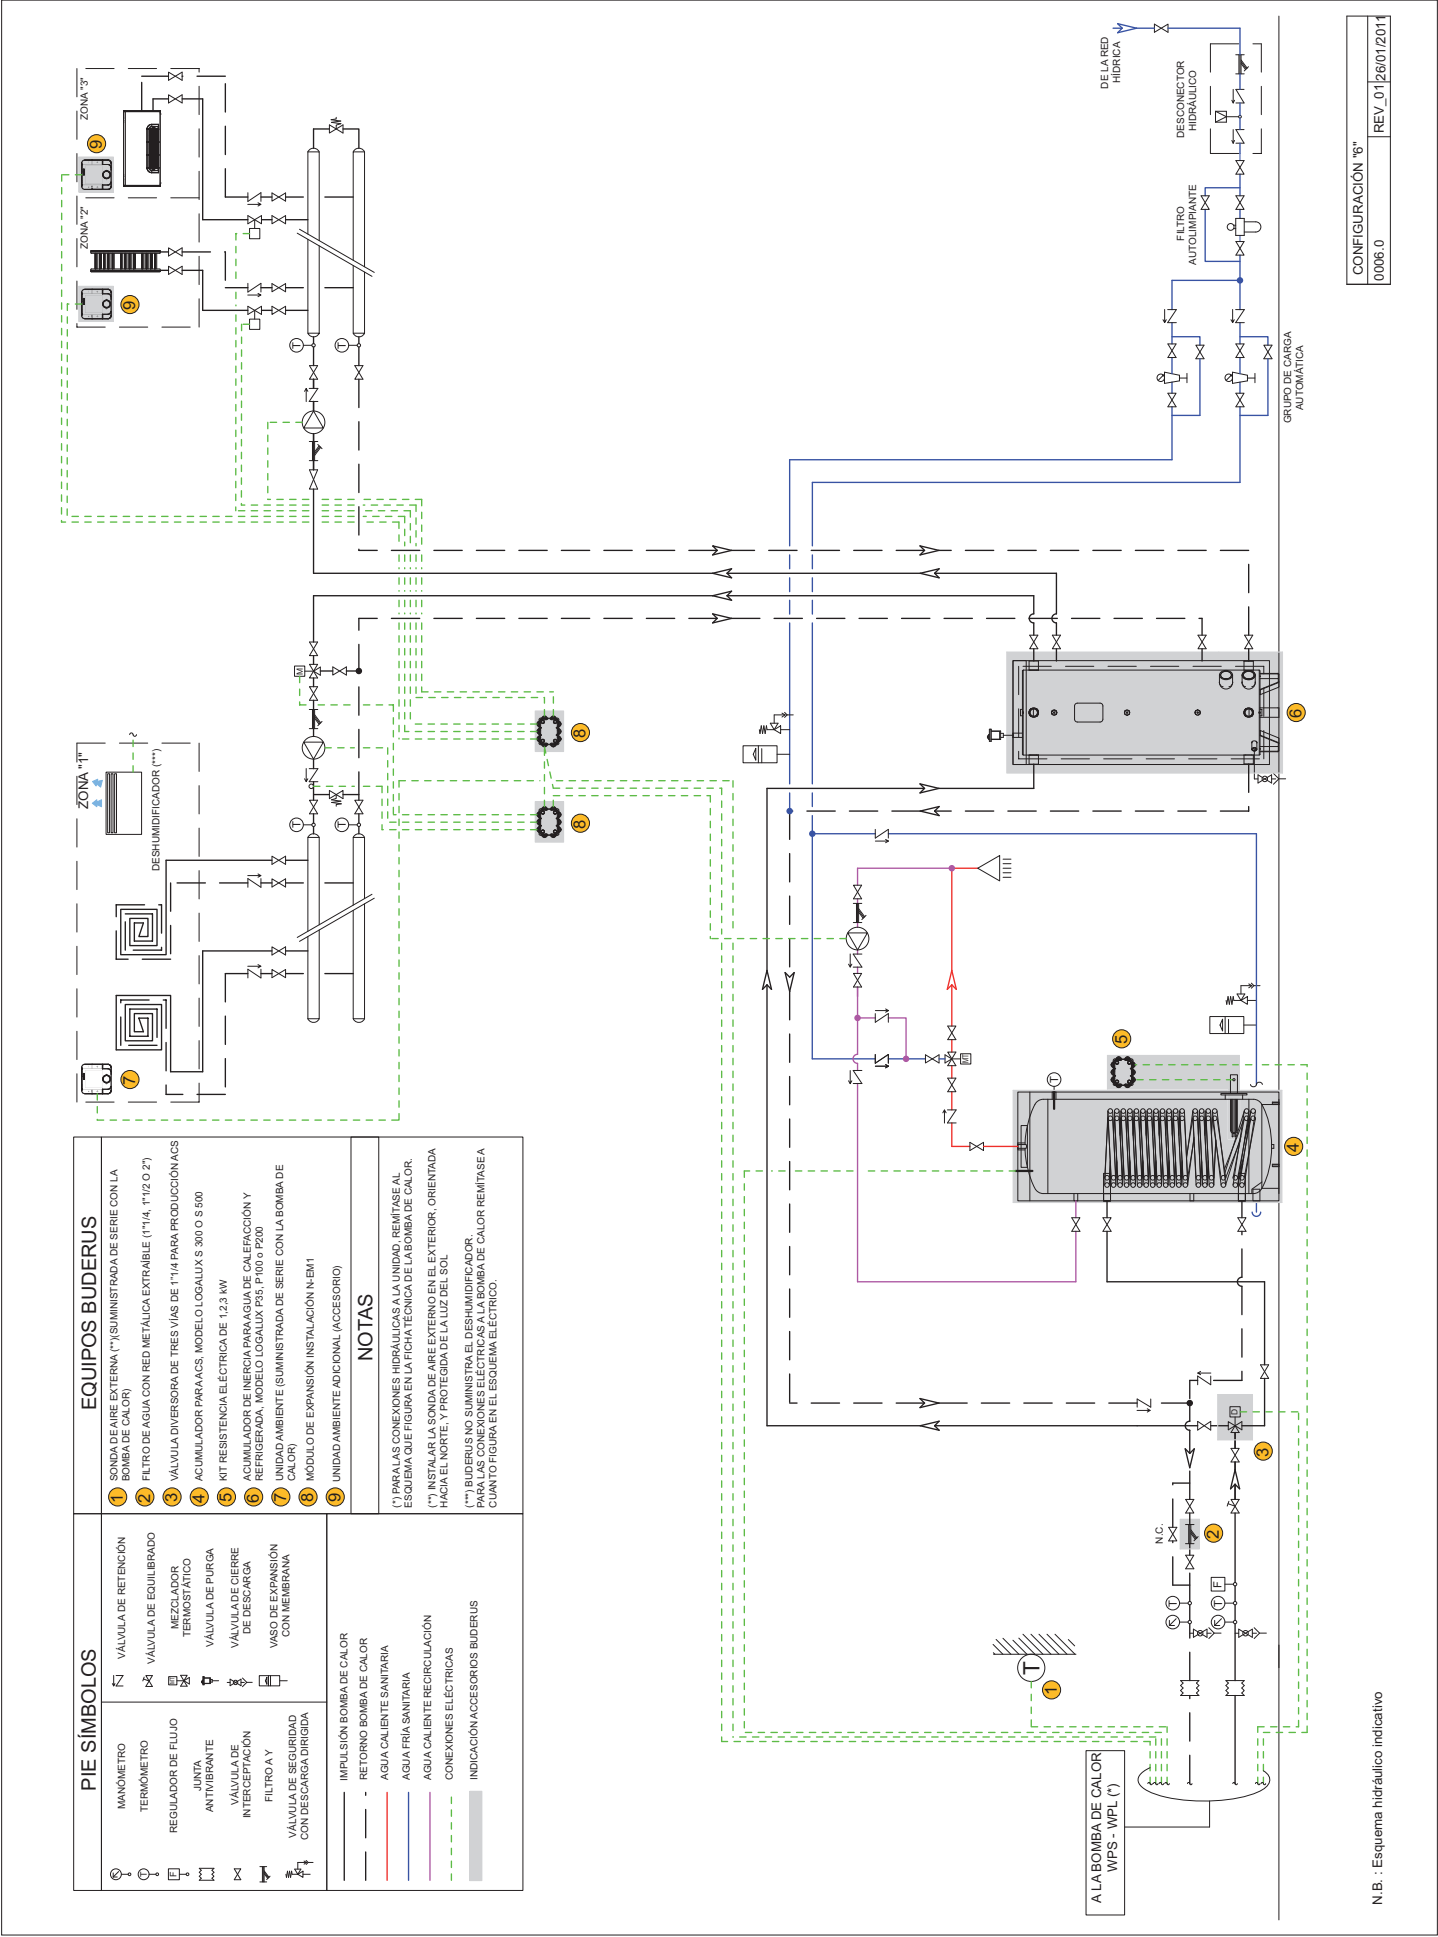 PIE SÍMBOLOS
MANÓMETRO
TERMÓMETRO
REGULADOR DE FLUJO
JUNTA
ANTIVIBRANTE
VÁLVULA DE
INTERCEPTACIÓN
FILTRO A Y
VÁLVULA DE SEGURIDAD
CON DESCARGA DIRIGIDA
VÁLVULA DE RETENCIÓN
VÁLVULA DE EQUILIBRADO
MEZCLADOR
TERMOSTÁTICO
VÁLVULA DE PURGA
VÁLVULA DE CIERRE
DE DESCARGA
VASO DE EXPANSIÓN
CON MEMBRANA
IMPULSIÓN BOMBA DE CALOR
RETORNO BOMBA DE CALOR
AGUA CALIENTE SANITARIA
AGUA FRÍA SANITARIA
AGUA CALIENTE RECIRCULACIÓN
CONEXIONES ELÉCTRICAS
INDICACIÓN ACCESORIOS BUDERUS
EQUIPOS BUDERUS
1 SONDA DE AIRE EXTERNA (**)(SUMINISTRADA DE SERIE CON LA
BOMBA DE CALOR)
2 FILTRO DE AGUA CON RED METÁLICA EXTRAÍBLE (1"1/4, 1"1/2 O 2")
3 VÁLVULA DIVERSORA DE TRES VÍAS DE 1"1/4 PARA PRODUCCIÓN ACS
4 ACUMULADOR PARA ACS, MODELO LOGALUX S 300 O S 500
5 KIT RESISTENCIA ELÉCTRICA DE 1,2,3 kW
6 ACUMULADOR DE INERCIA PARA AGUA DE CALEFACCIÓN Y
REFRIGERADA, MODELO LOGALUX P35, P100 o P200
7 UNIDAD AMBIENTE (SUMINISTRADA DE SERIE CON LA BOMBA DE
CALOR)
8 MÓDULO DE EXPANSIÓN INSTALACIÓN N-EM1
9 UNIDAD AMBIENTE ADICIONAL (ACCESORIO)
NOTAS
(*) PARA LAS CONEXIONES HIDRÁULICAS A LA UNIDAD, REMÍTASE AL
ESQUEMA QUE FIGURA EN LA FICHA TÉCNICA DE LA BOMBA DE CALOR.
(**) INSTALAR LA SONDA DE AIRE EXTERNO EN EL EXTERIOR, ORIENTADA
HACIA EL NORTE, Y PROTEGIDA DE LA LUZ DEL SOL
(***) BUDERUS NO SUMINISTRA EL DESHUMIDIFICADOR.
PARA LAS CONEXIONES ELÉCTRICAS A LA BOMBA DE CALOR REMÍTASE A
CUANTO FIGURA EN EL ESQUEMA ELÉCTRICO.
ZONA "1"
DESHUMIDIFICADOR (***)
7
ZONA "2"
9
ZONA "3"
9
T
T
M
T
T
8
8
DE LA RED
HÍDRICA
DESCONECTOR
HIDRÁULICO
FILTRO
AUTOLIMPIANTE
GRUPO DE CARGA
AUTOMÁTICA
6
5
T
4
D
3
N.C.
2
T
T
F
T
1
A LA BOMBA DE CALOR
WPS - WPL (*)
N.B. : Esquema hidráulico indicativo
CONFIGURACIÓN "6"
0006.0 REV_01 26/01/2011